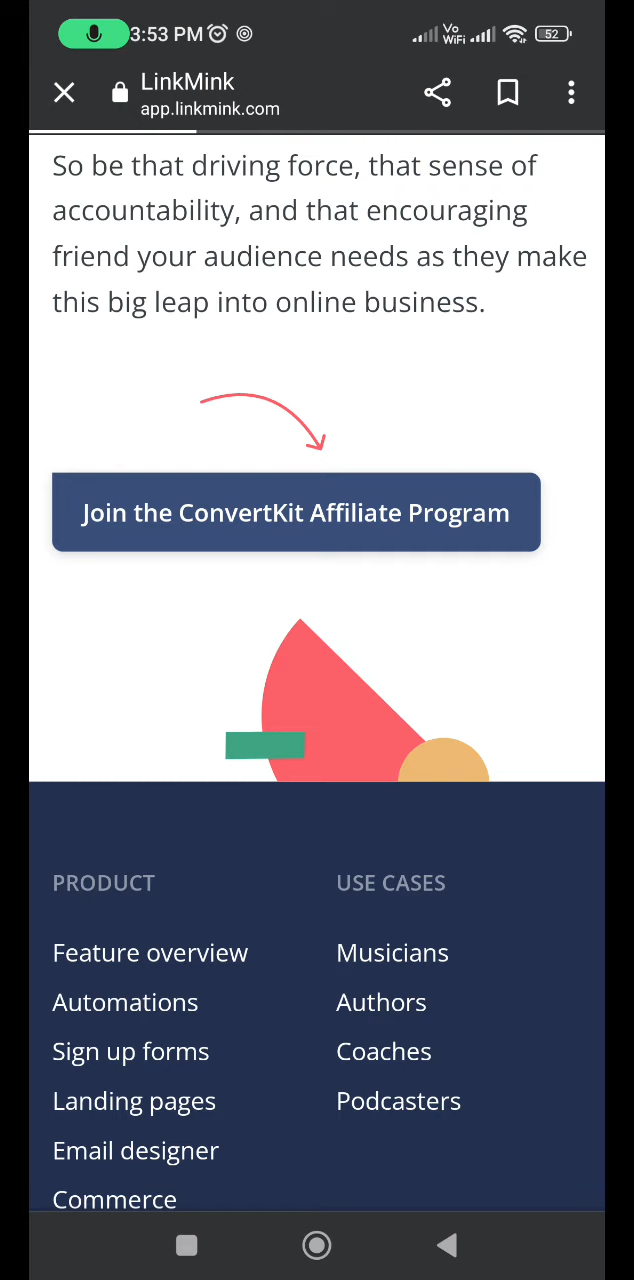 3:53 PM
Vo
WiFi
52
LinkMink
app.linkmink.com
So be that driving force, that sense of
accountability, and that encouraging
friend your audience needs as they make
this big leap into online business.
Join the ConvertKit Affiliate Program
PRODUCT
USE CASES
Feature overview
Musicians
Automations
Authors
Sign up forms
Coaches
Landing pages
Podcasters
Email designer
Commerce